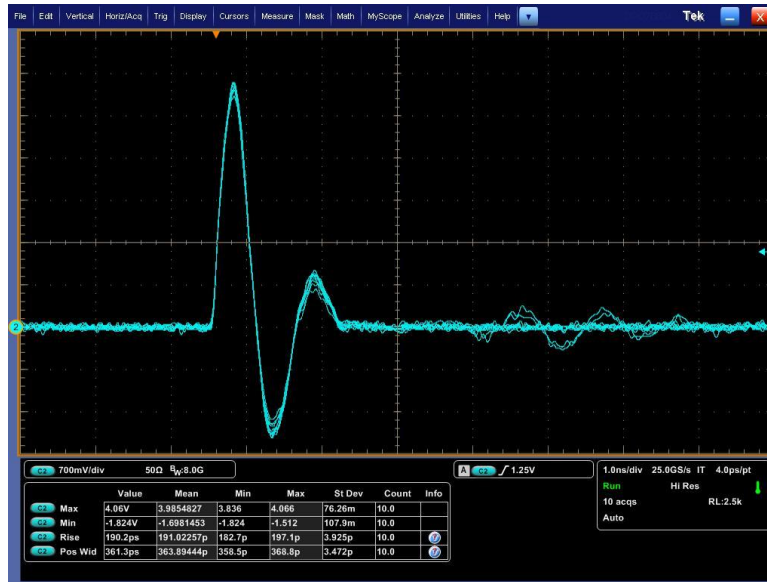 File Edit Vertical Horiz/Acq Trig Display Cursors Measure Mask Math MyScope Analyze Utilities Help Tek X
2
C2 700mV/div 50Ω BW:8.0G
A C2 1.25V
1.0ns/div 25.0GS/s IT 4.0ps/pt
Run Hi Res
10 acqs RL:2.5k
Auto
Value Mean Min Max St Dev Count Info
C2 Max 4.06V 3.9854827 3.836 4.066 76.26m 10.0
C2 Min -1.824V -1.6981453 -1.824 -1.512 107.9m 10.0
C2 Rise 190.2ps 191.02257p 182.7p 197.1p 3.925p 10.0
C2 Pos Wid 361.3ps 363.89444p 358.5p 368.8p 3.472p 10.0